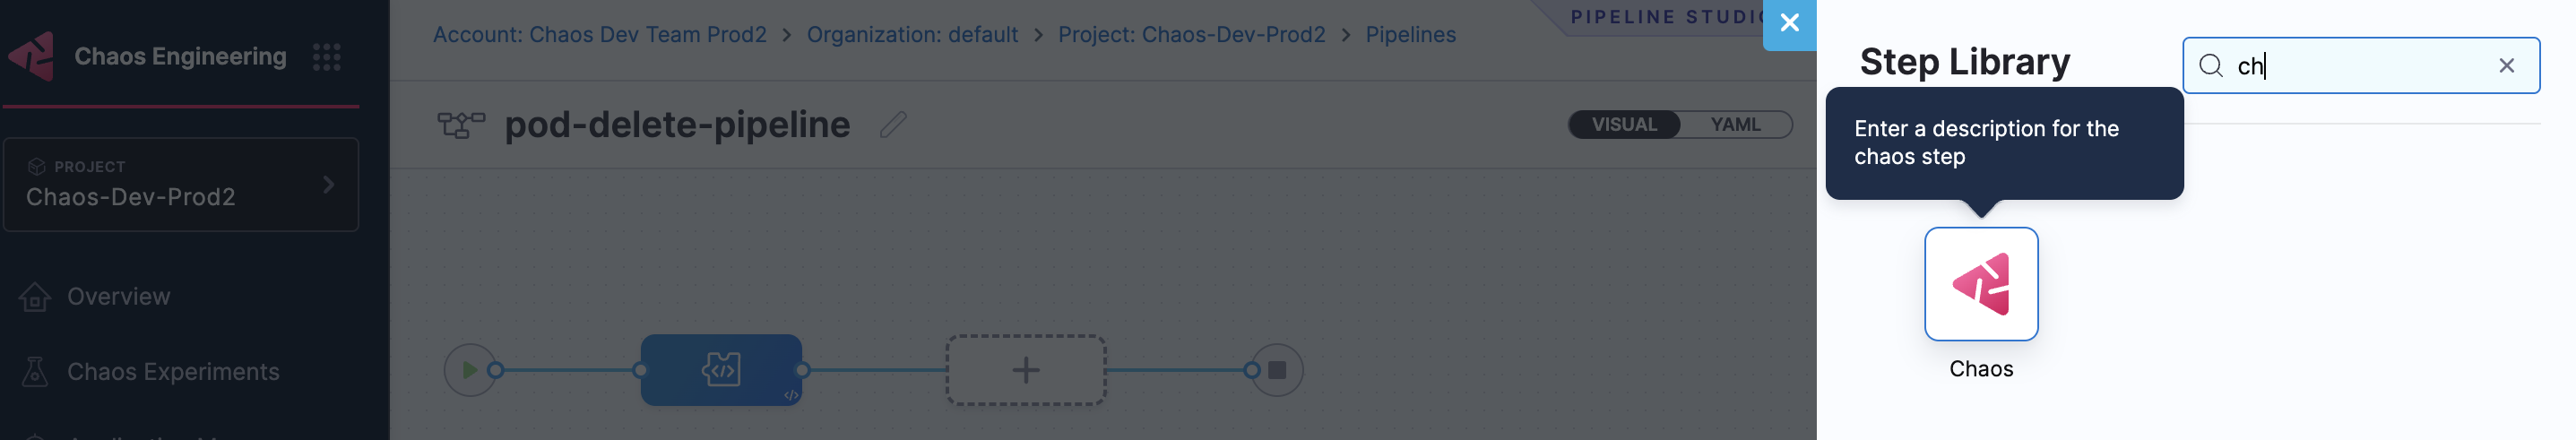 Chaos Engineering
PROJECT
Chaos-Dev-Prod2
Overview
Chaos Experiments
Account: Chaos Dev Team Prod2 > Organization: default > Project: Chaos-Dev-Prod2 > Pipelines
PIPELINE
pod-delete-pipeline
VISUAL YAML
Step Library
ch
Enter a description for the
chaos step
Chaos